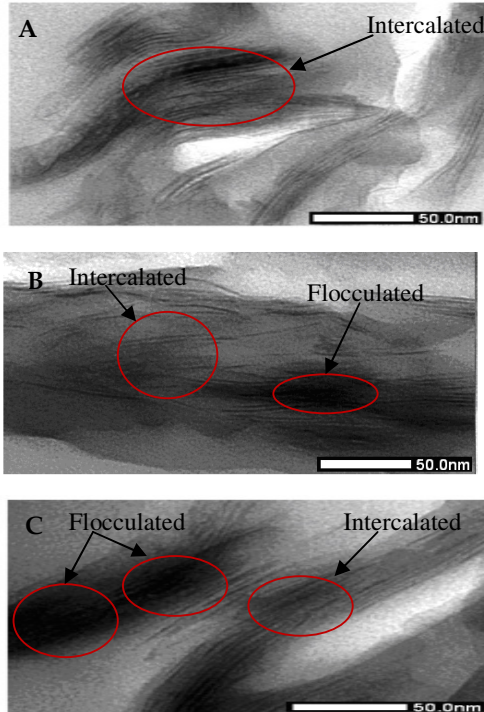 A
Intercalated
50.0nm
B
Intercalated
Flocculated
50.0nm
C
Flocculated
Intercalated
50.0nm